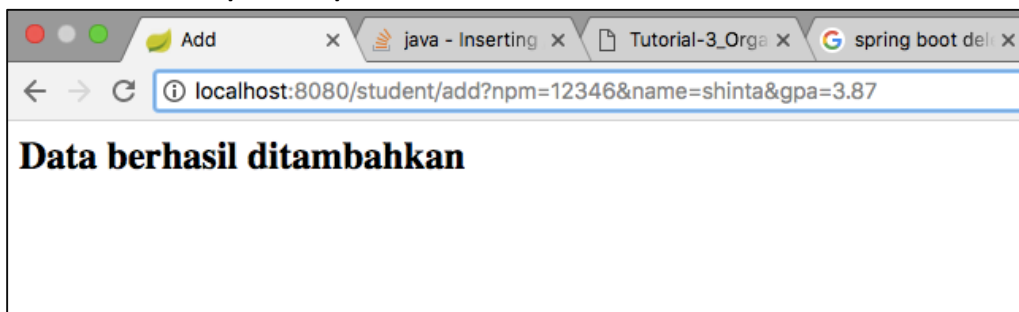 Add
java - Inserting
Tutorial-3_Orga
spring boot del
localhost:8080/student/add?npm=12346&name=shinta&gpa=3.87
Data berhasil ditambahkan